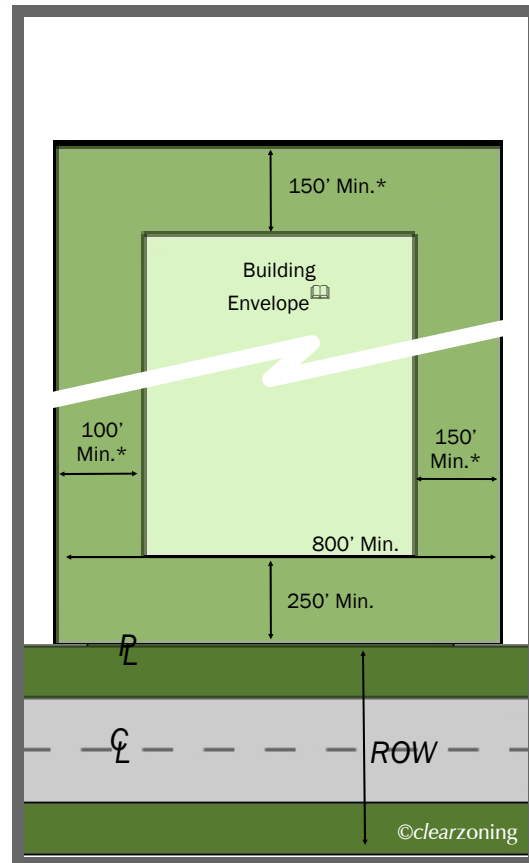 150’ Min.*
Building
Envelope
100’
Min.*
150’
Min.*
800’ Min.
250’ Min.
PL
CL
ROW
©clearzoning